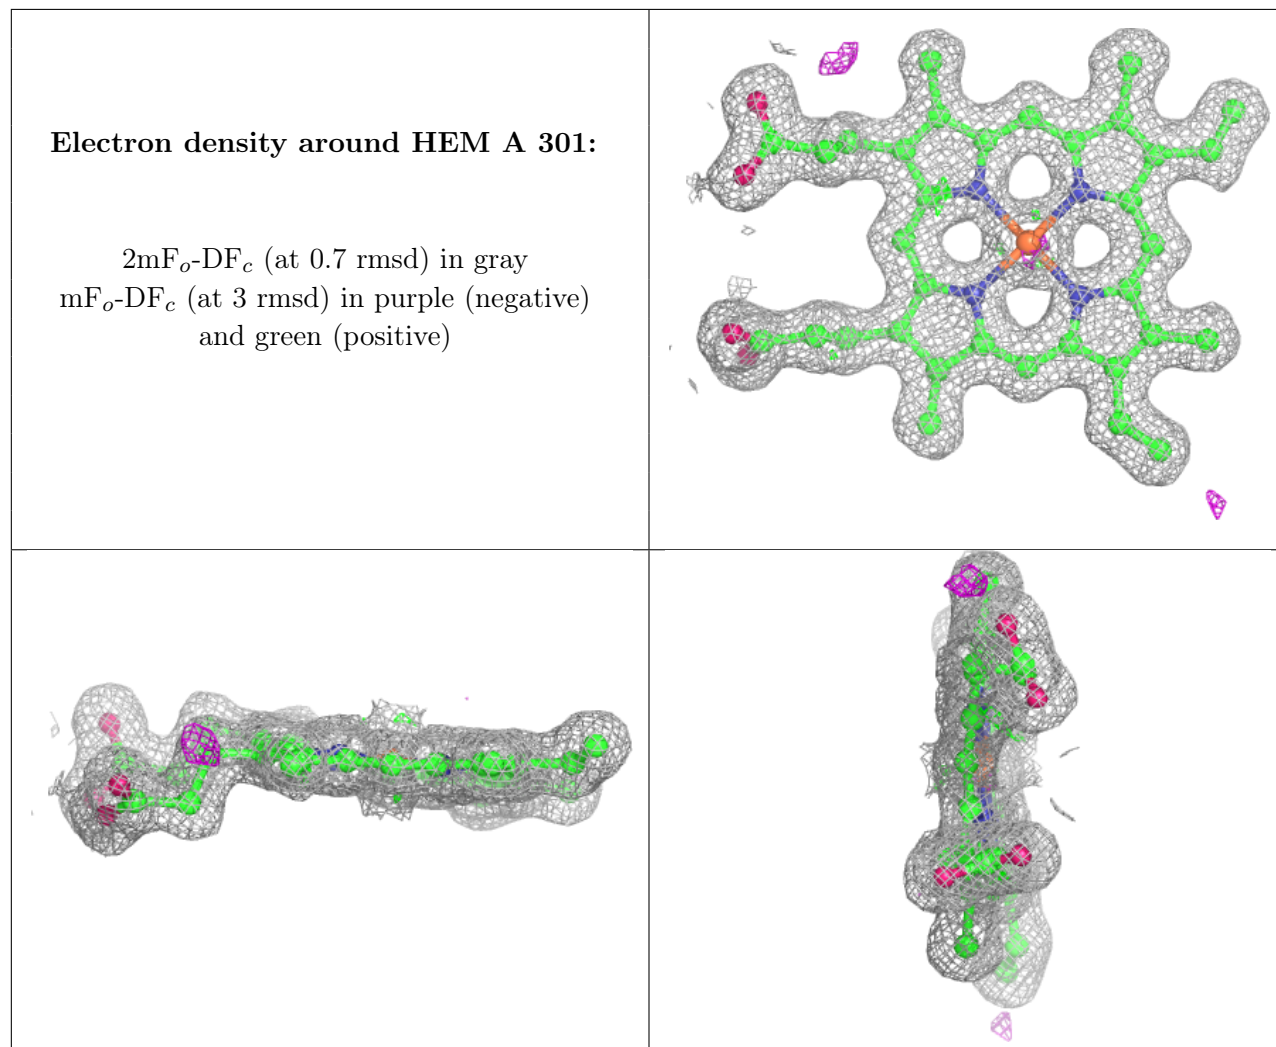 Electron density around HEM A 301:
2mFo-DFc (at 0.7 rmsd) in gray
mFo-DFc (at 3 rmsd) in purple (negative)
and green (positive)